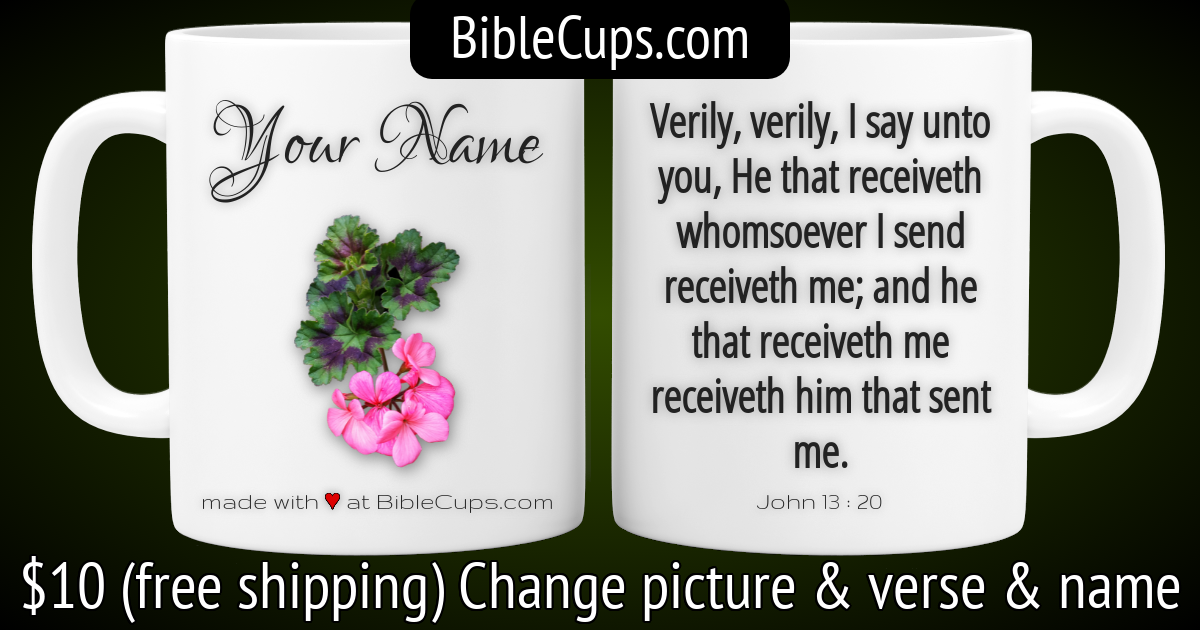 BibleCups.com
Your Name
made with ♥ at BibleCups.com
Verily, verily, I say unto
you, He that receiveth
whomsoever I send
receiveth me; and he
that receiveth me
receiveth him that sent
me.
John 13 : 20
$10 (free shipping) Change picture & verse & name